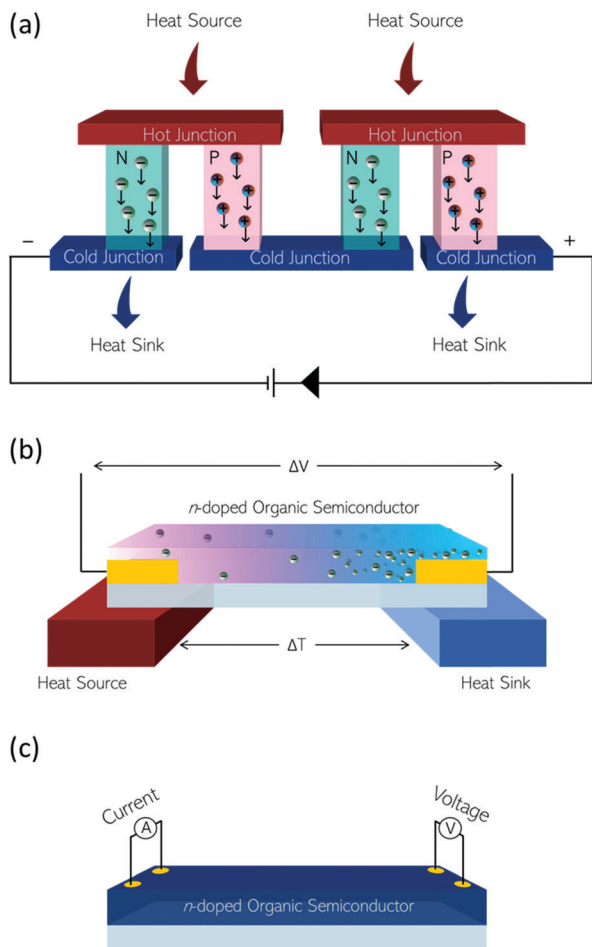 (a)
Heat Source
Heat Source
Hot Junction
Hot Junction
N
P
N
P
−
+
Cold Junction
Cold Junction
Cold Junction
Heat Sink
Heat Sink
(b)
ΔV
n-doped Organic Semiconductor
ΔT
Heat Source
Heat Sink
(c)
Current
Voltage
A
V
n-doped Organic Semiconductor